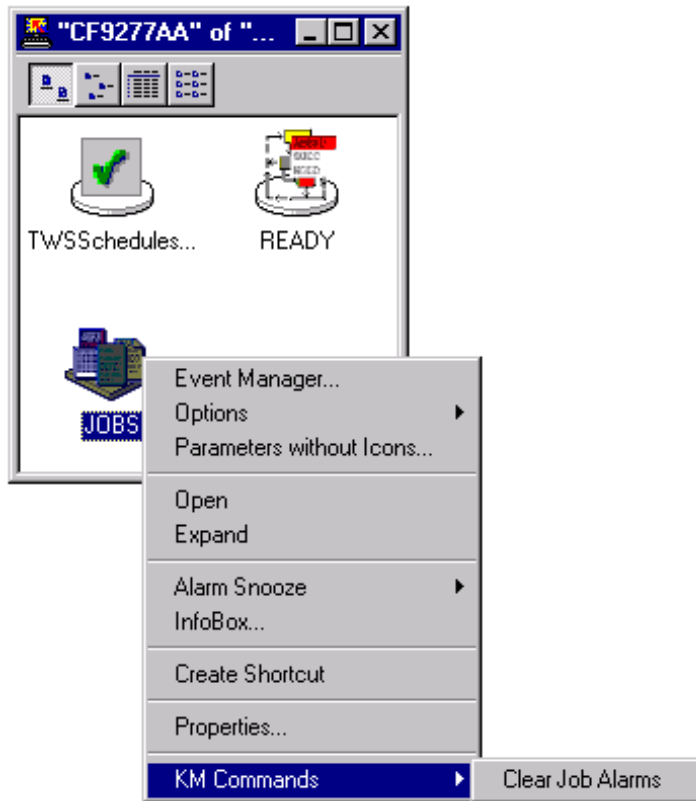 "CF9277AA" of "...
TWSSchedules...
READY
JOBS
Event Manager...
Options
Parameters without Icons...
Open
Expand
Alarm Snooze
InfoBox...
Create Shortcut
Properties...
KM Commands
Clear Job Alarms